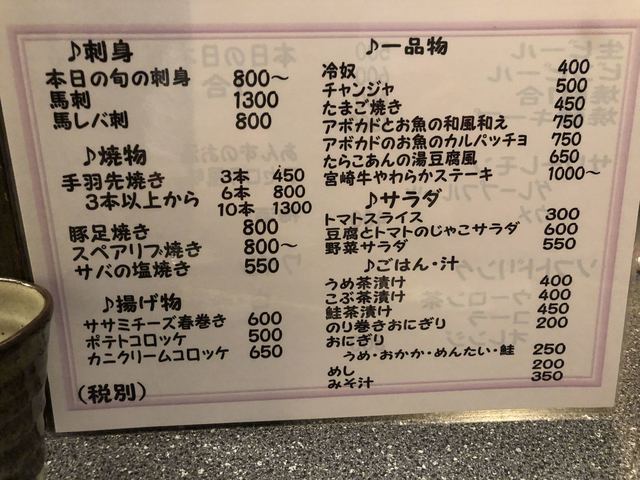 ♪刺身
本日の旬の刺身 800～
馬刺 1300
馬レバ刺 800
♪焼物
手羽先焼き 3本 450
3本以上から 6本 800
10本 1300
豚足焼き 800
スペアリブ焼き 800～
サバの塩焼き 550
♪揚げ物
ササミチーズ春巻き 600
ポテトコロッケ 500
カニクリームコロッケ 650
(税別)
♪一品物
冷奴 400
チャンジャ 500
たまご焼き 450
アボカドとお魚の和風和え 750
アボカドのお魚のカルパッチョ 750
たらこあんの湯豆腐風 650
宮崎牛やわらかステーキ 1000～
♪サラダ
トマトスライス 300
豆腐とトマトのじゃこサラダ 600
野菜サラダ 550
♪ごはん・汁
うめ茶漬け 400
こぶ茶漬け 400
鮭茶漬け 450
のり巻きおにぎり 200
おにぎり
うめ・おかか・めんたい・鮭 250
めし 200
みそ汁 350